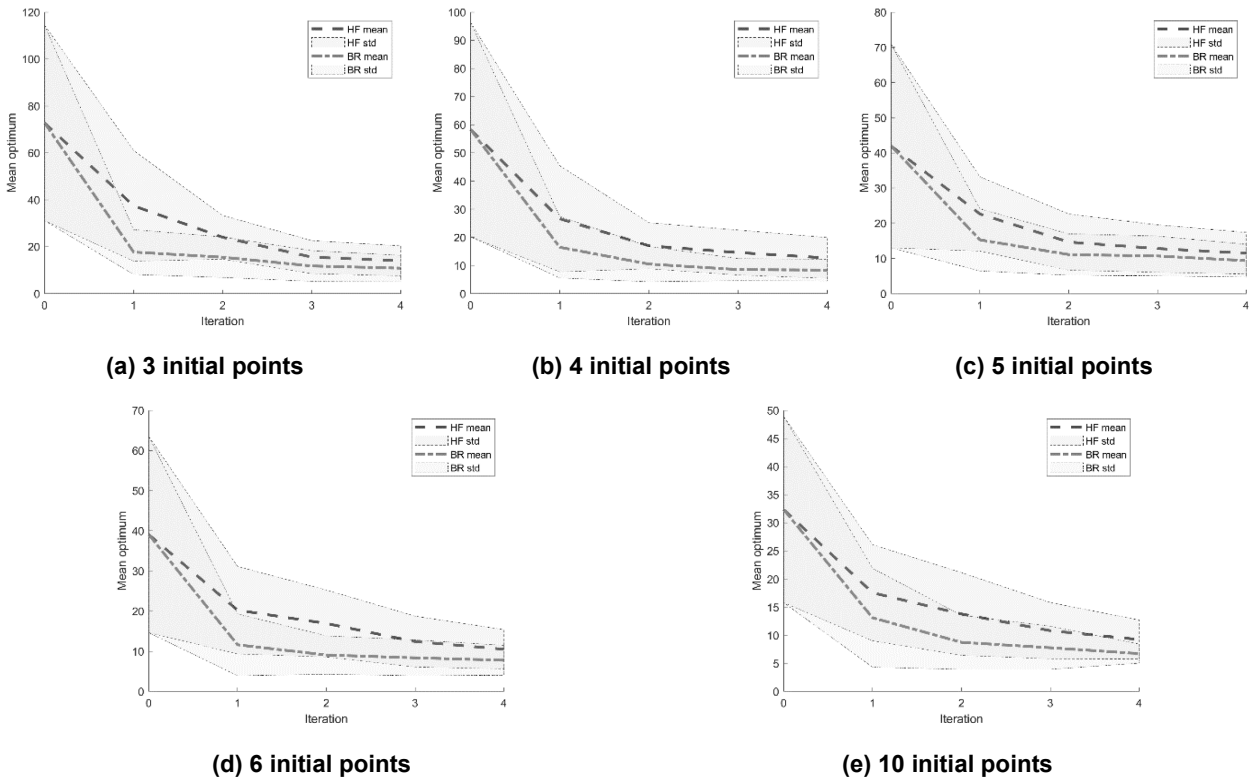 120
100
80
60
40
20
0
Mean optimum
0 1 2 3 4
Iteration
HF mean
HF std
BR mean
BR std
(a) 3 initial points
100
90
80
70
60
50
40
30
20
10
0
Mean optimum
0 1 2 3 4
Iteration
HF mean
HF std
BR mean
BR std
(b) 4 initial points
80
70
60
50
40
30
20
10
0
Mean optimum
0 1 2 3 4
Iteration
HF mean
HF std
BR mean
BR std
(c) 5 initial points
70
60
50
40
30
20
10
0
Mean optimum
0 1 2 3 4
Iteration
HF mean
HF std
BR mean
BR std
(d) 6 initial points
50
45
40
35
30
25
20
15
10
5
0
Mean optimum
0 1 2 3 4
Iteration
HF mean
HF std
BR mean
BR std
(e) 10 initial points